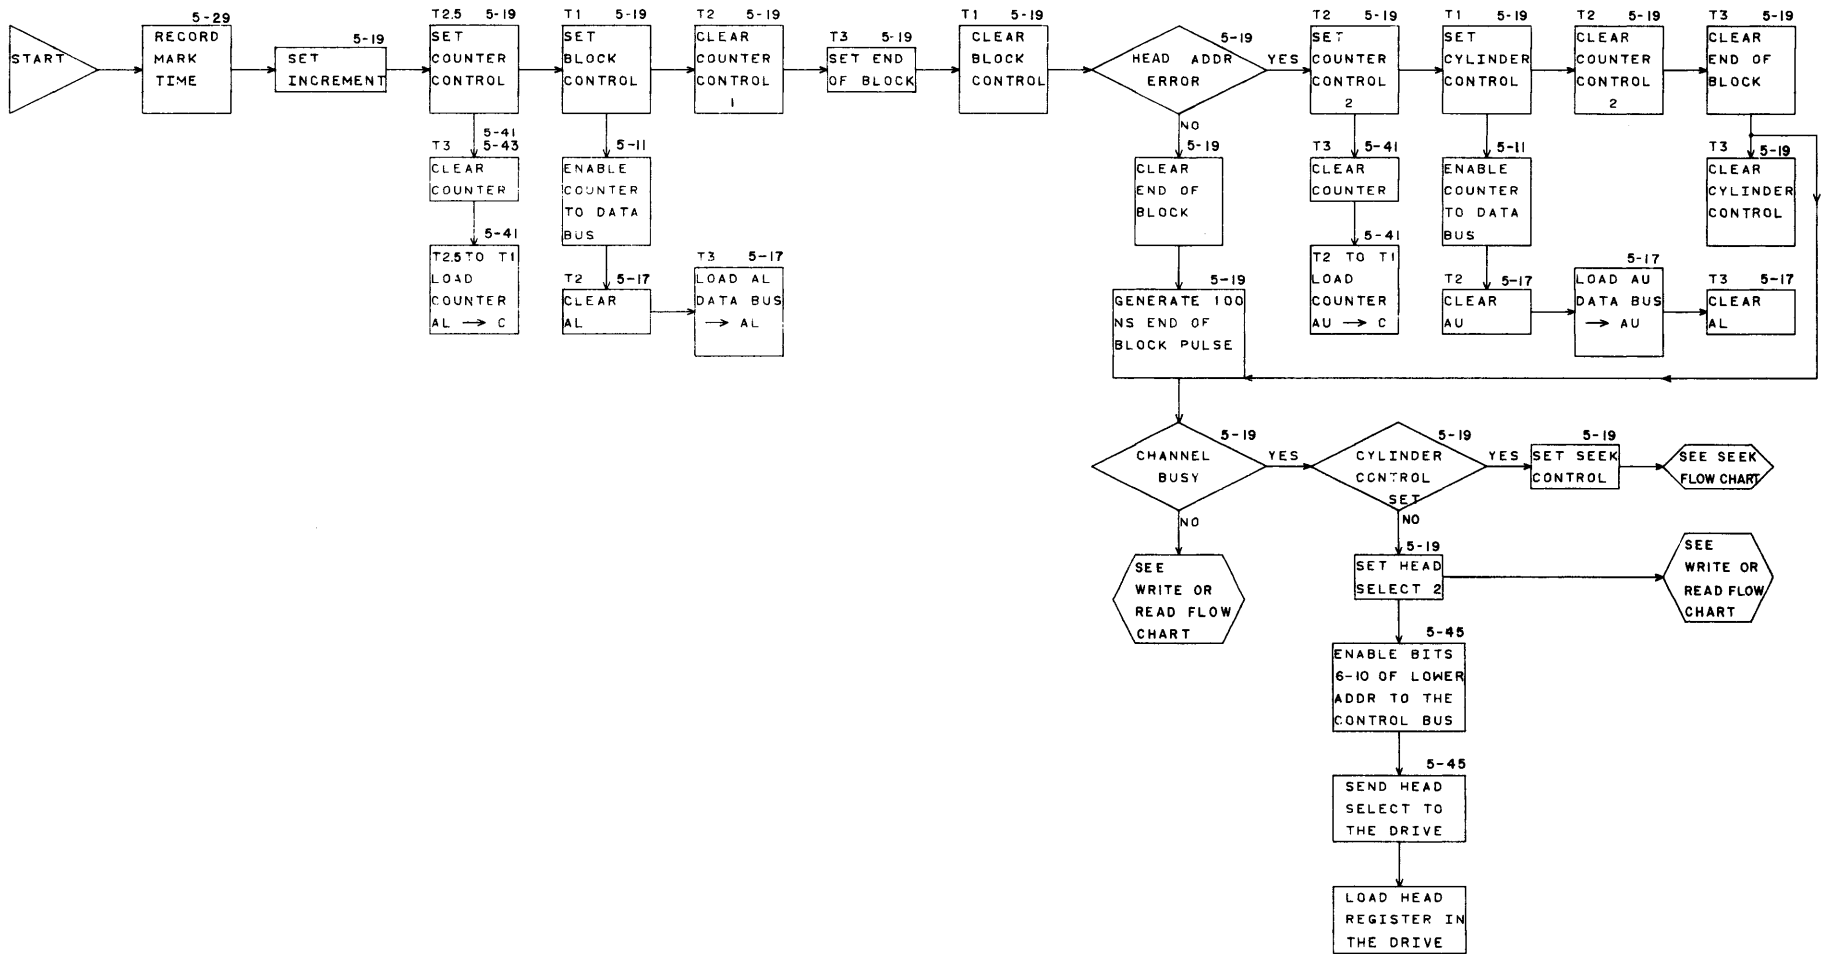 START
5-29
RECORD
MARK
TIME
5-19
SET
INCREMENT
T2.5 5-19
SET
COUNTER
CONTROL
5-41
T3 5-43
CLEAR
COUNTER
5-41
T2.5 TO T1
LOAD
COUNTER
AL → C
T1 5-19
SET
BLOCK
CONTROL
5-11
ENABLE
COUNTER
TO DATA
BUS
T2 5-17
CLEAR
AL
T3 5-17
LOAD AL
DATA BUS
→ AL
T2 5-19
CLEAR
COUNTER
CONTROL
1
T3 5-19
SET END
OF BLOCK
T1 5-19
CLEAR
BLOCK
CONTROL
5-19
HEAD ADDR
ERROR
YES
NO
5-19
CLEAR
END OF
BLOCK
5-19
GENERATE 100
NS END OF
BLOCK PULSE
T2 5-19
SET
COUNTER
CONTROL
2
T3 5-41
CLEAR
COUNTER
5-41
T2 TO T1
LOAD
COUNTER
AU → C
T1 5-19
SET
CYLINDER
CONTROL
5-11
ENABLE
COUNTER
TO DATA
BUS
T2 5-17
CLEAR
AU
5-17
LOAD AU
DATA BUS
→ AU
T3 5-17
CLEAR
AL
T2 5-19
CLEAR
COUNTER
CONTROL
2
T3 5-19
CLEAR
END OF
BLOCK
T3 5-19
CLEAR
CYLINDER
CONTROL
5-19
CHANNEL
BUSY
YES
NO
SEE
WRITE OR
READ FLOW
CHART
5-19
CYLINDER
CONTROL
SET
YES
NO
5-19
SET SEEK
CONTROL
SEE SEEK
FLOW CHART
5-19
SET HEAD
SELECT 2
SEE
WRITE OR
READ FLOW
CHART
5-45
ENABLE BITS
6-10 OF LOWER
ADDR TO THE
CONTROL BUS
5-45
SEND HEAD
SELECT TO
THE DRIVE
LOAD HEAD
REGISTER IN
THE DRIVE